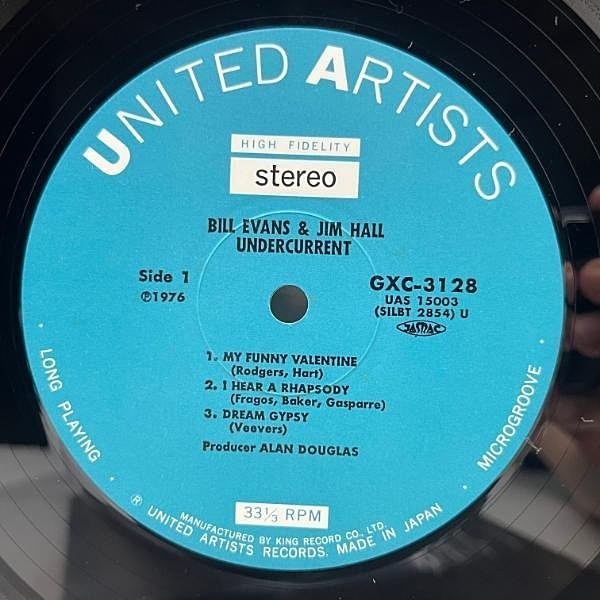 UNITED ARTISTS
HIGH FIDELITY
stereo
BILL EVANS & JIM HALL
UNDERCURRENT
Side 1
Ⓟ1976
GXC-3128
UAS 15003
(SILBT 2854) U
JASRAC
1. MY FUNNY VALENTINE
(Rodgers, Hart)
2. I HEAR A RHAPSODY
(Fragos, Baker, Gasparre)
3. DREAM GYPSY
(Veevers)
Producer ALAN DOUGLAS
· LONG PLAYING ·
· MICROGROOVE ·
33⅓ RPM
MANUFACTURED BY KING RECORD CO., LTD.
® UNITED ARTISTS RECORDS. MADE IN JAPAN